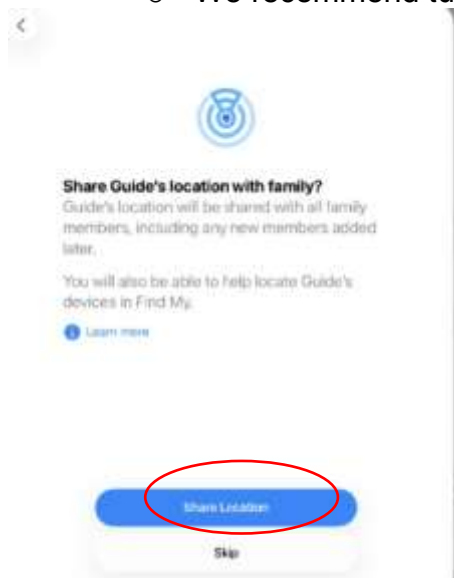 We recommend
Share Guide's location with family?
Guide's location will be shared with all family
members, including any new members added
later.
You will also be able to help locate Guide's
devices in Find My.
Learn more
Share Location
Skip